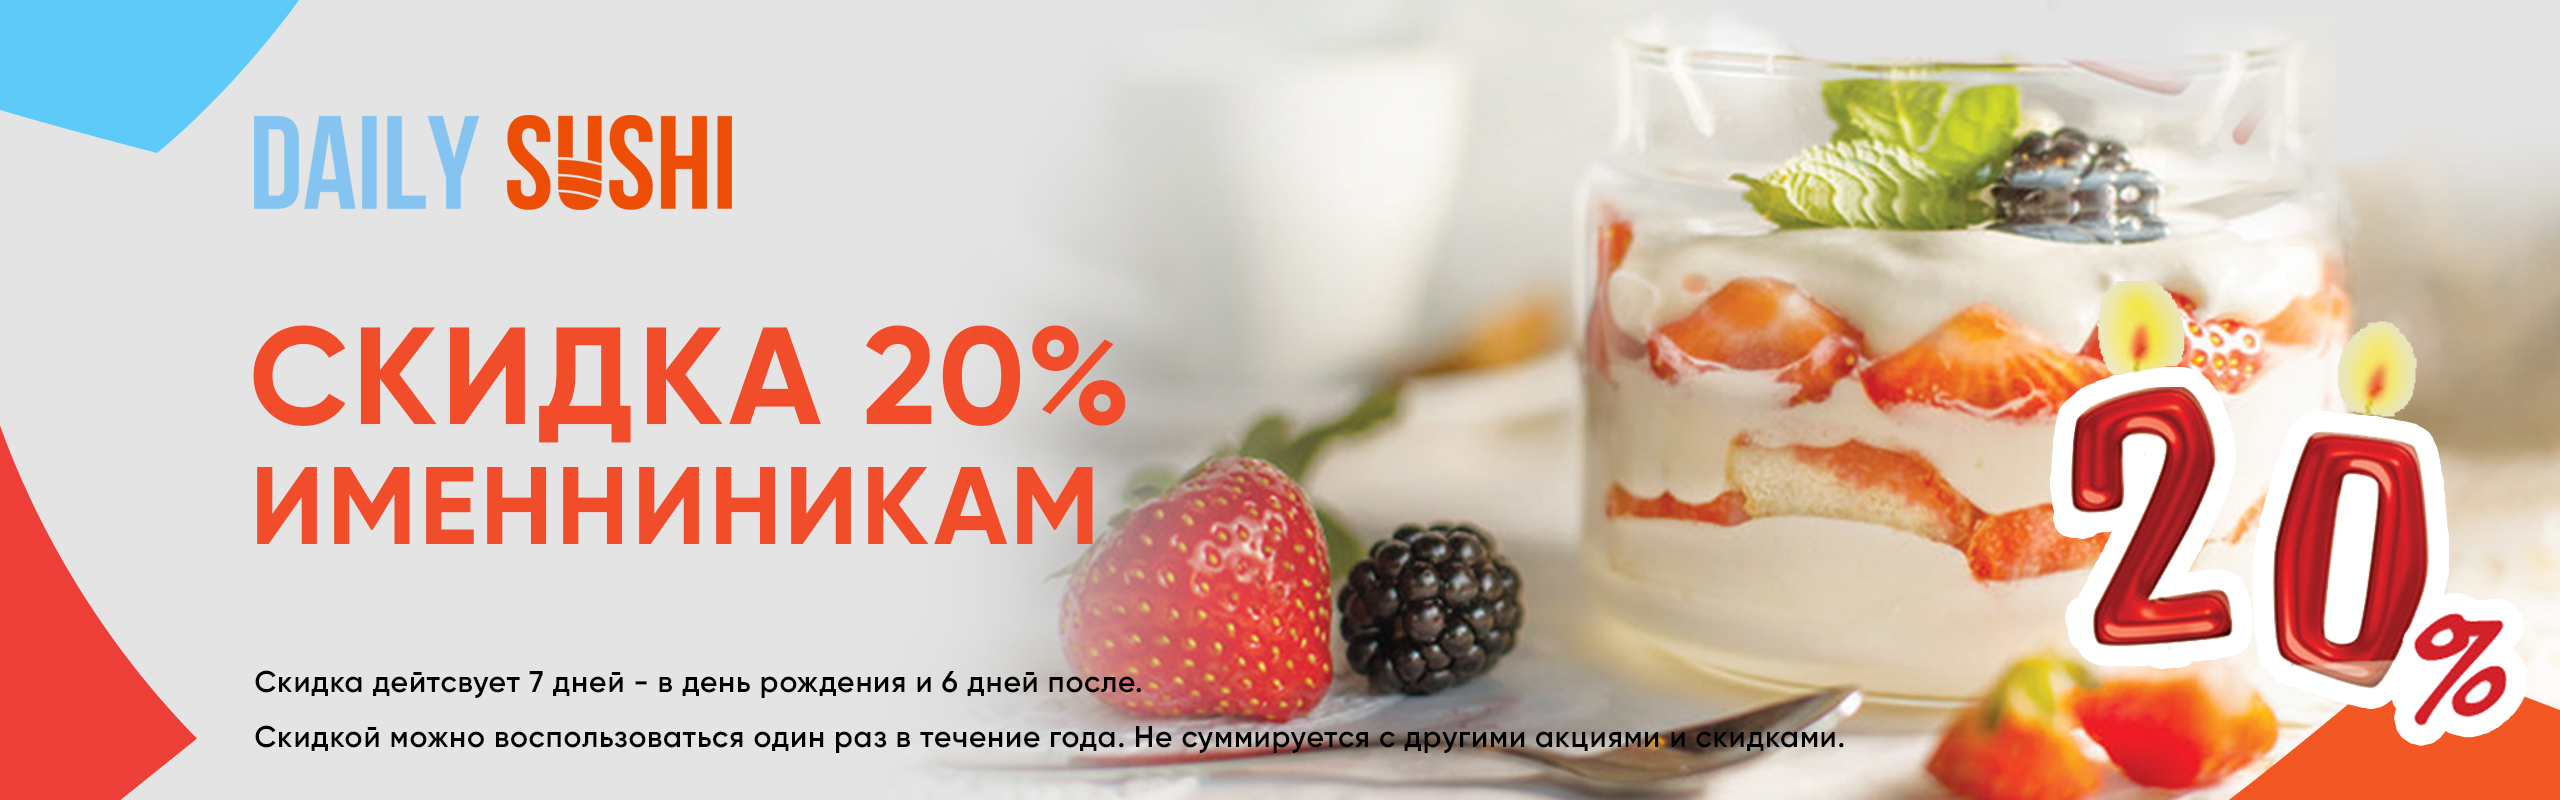 DAILY SUSHI
СКИДКА 20%
ИМЕННИНИКАМ
Скидка дейтсвует 7 дней - в день рождения и 6 дней после.
Скидкой можно воспользоваться один раз в течение года. Не суммируется с другими акциями и скидками.
20%